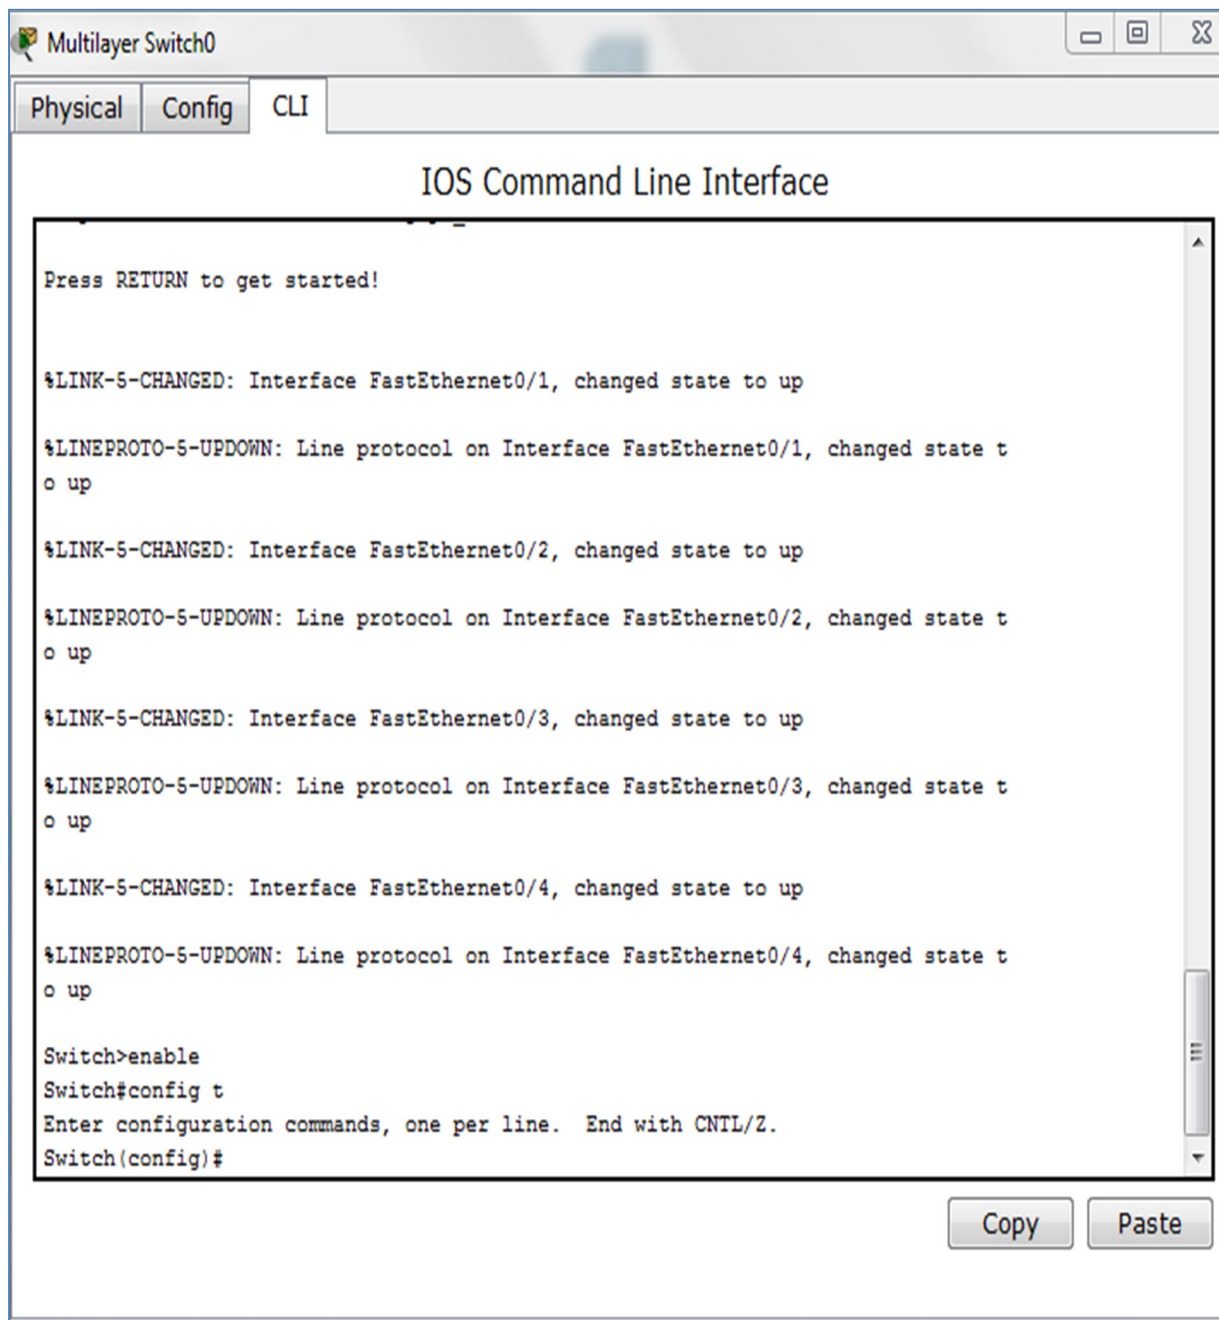 Multilayer Switch0
Physical
Config
CLI
IOS Command Line Interface
Press RETURN to get started!
%LINK-5-CHANGED: Interface FastEthernet0/1, changed state to up
%LINEPROTO-5-UPDOWN: Line protocol on Interface FastEthernet0/1, changed state t
o up
%LINK-5-CHANGED: Interface FastEthernet0/2, changed state to up
%LINEPROTO-5-UPDOWN: Line protocol on Interface FastEthernet0/2, changed state t
o up
%LINK-5-CHANGED: Interface FastEthernet0/3, changed state to up
%LINEPROTO-5-UPDOWN: Line protocol on Interface FastEthernet0/3, changed state t
o up
%LINK-5-CHANGED: Interface FastEthernet0/4, changed state to up
%LINEPROTO-5-UPDOWN: Line protocol on Interface FastEthernet0/4, changed state t
o up
Switch>enable
Switch#config t
Enter configuration commands, one per line.  End with CNTL/Z.
Switch(config)#
Copy
Paste